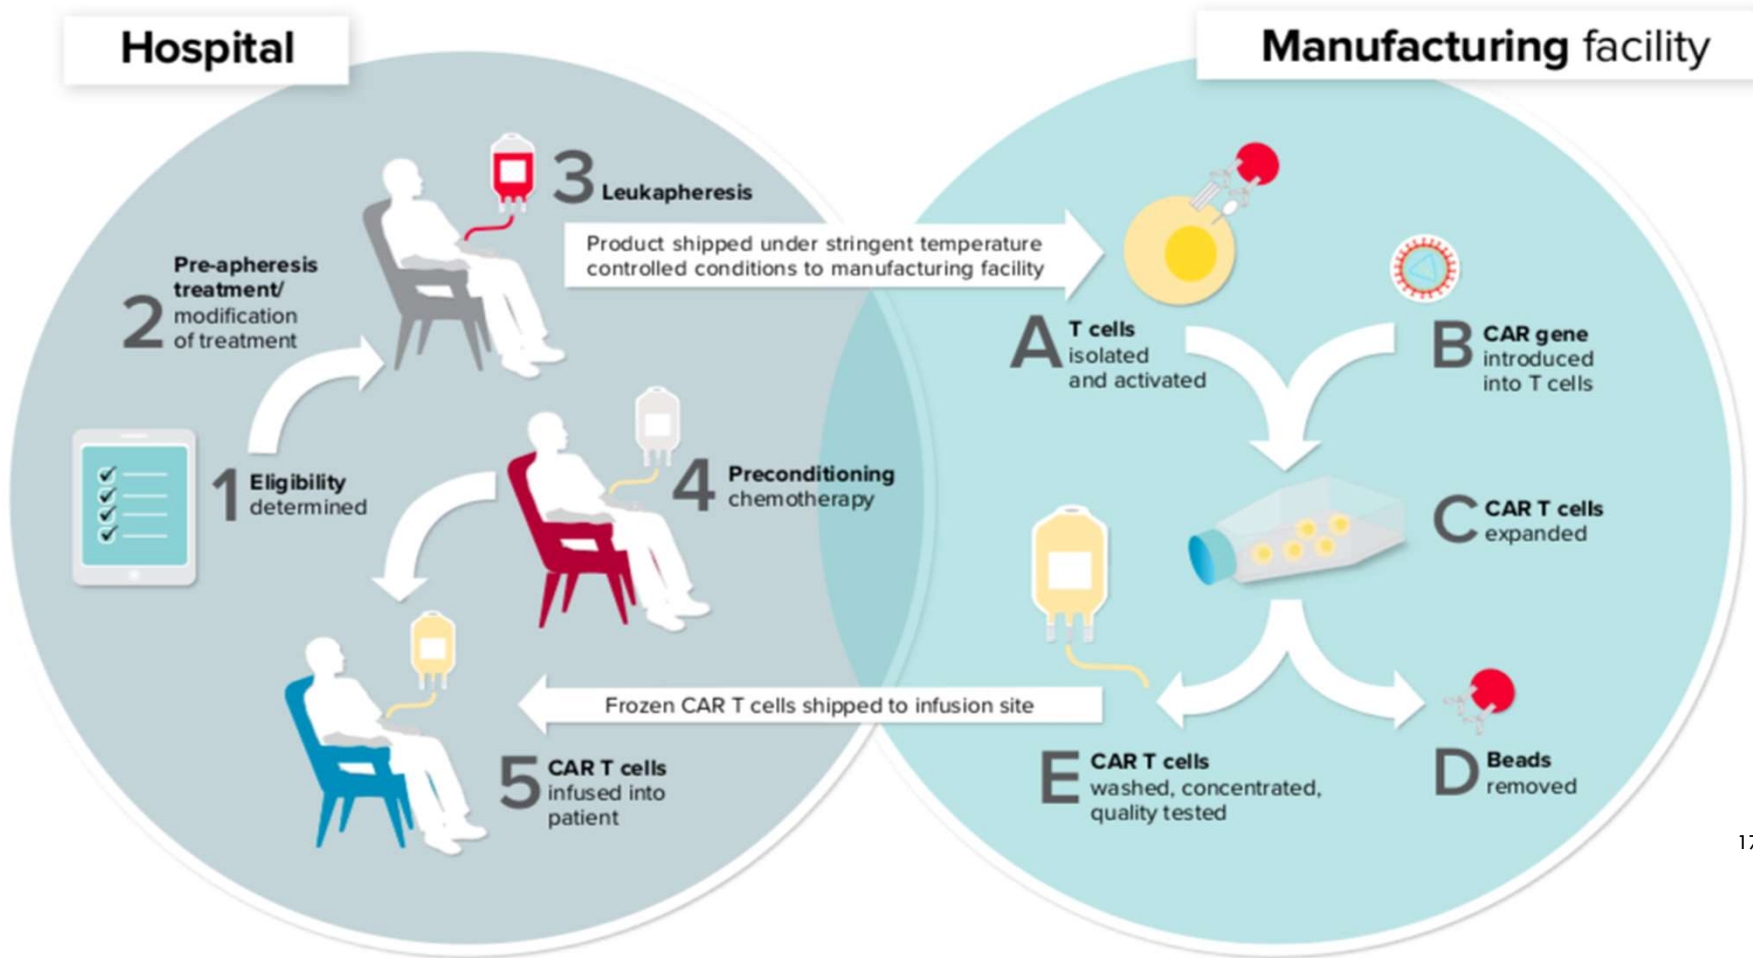 Hospital
Manufacturing facility
3 Leukapheresis
Product shipped under stringent temperature
controlled conditions to manufacturing facility
Pre-apheresis
treatment/
2 modification
of treatment
A T cells
isolated
and activated
B CAR gene
introduced
into T cells
1 Eligibility
determined
4 Preconditioning
chemotherapy
C CAR T cells
expanded
Frozen CAR T cells shipped to infusion site
5 CAR T cells
infused into
patient
E CAR T cells
washed, concentrated,
quality tested
D Beads
removed
17